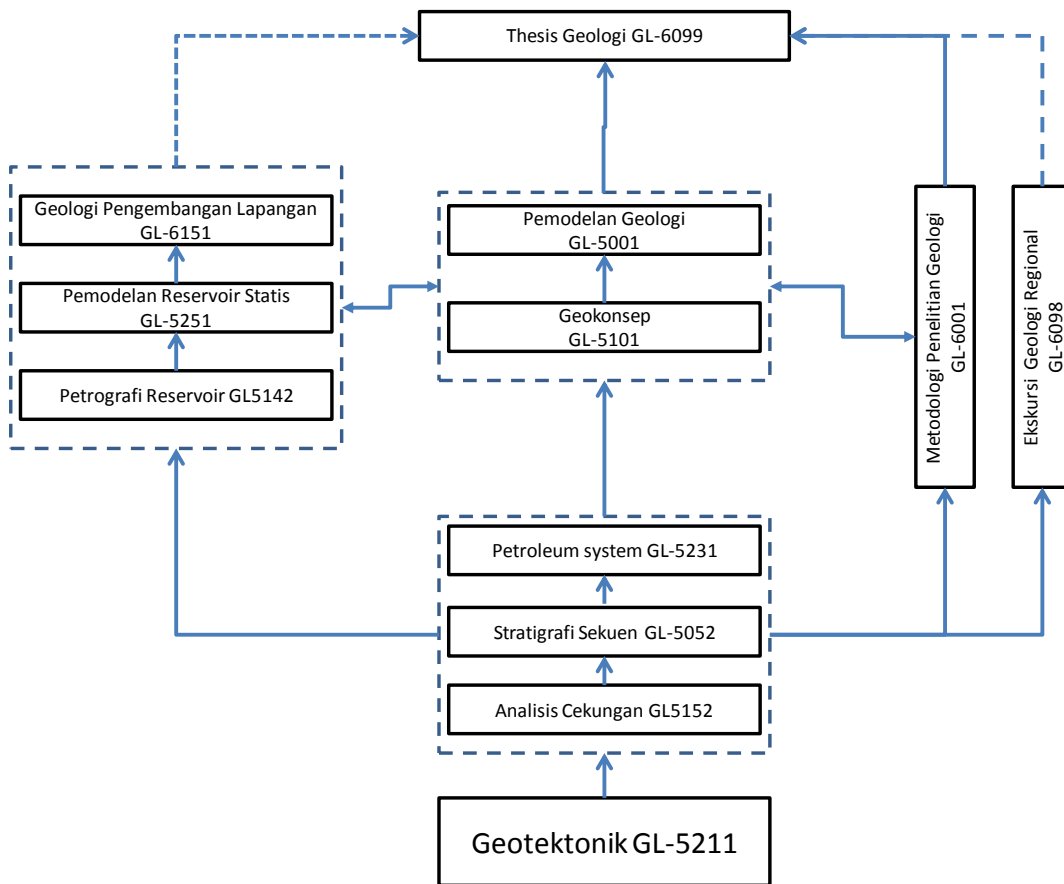 Thesis Geologi GL-6099
Geologi Pengembangan Lapangan
GL-6151
Pemodelan Reservoir Statis
GL-5251
Petrografi Reservoir GL5142
Pemodelan Geologi
GL-5001
Geokonsep
GL-5101
Metodologi Penelitian Geologi
GL-6001
Ekskursi Geologi Regional
GL-6098
Petroleum system GL-5231
Stratigrafi Sekuen GL-5052
Analisis Cekungan GL5152
Geotektonik GL-5211